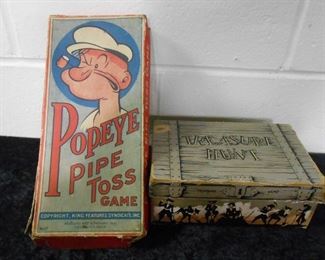 POPEYE
PIPE
TOSS
GAME
COPYRIGHT, KING FEATURES SYNDICATE, INC.
TREASURE
HUNT